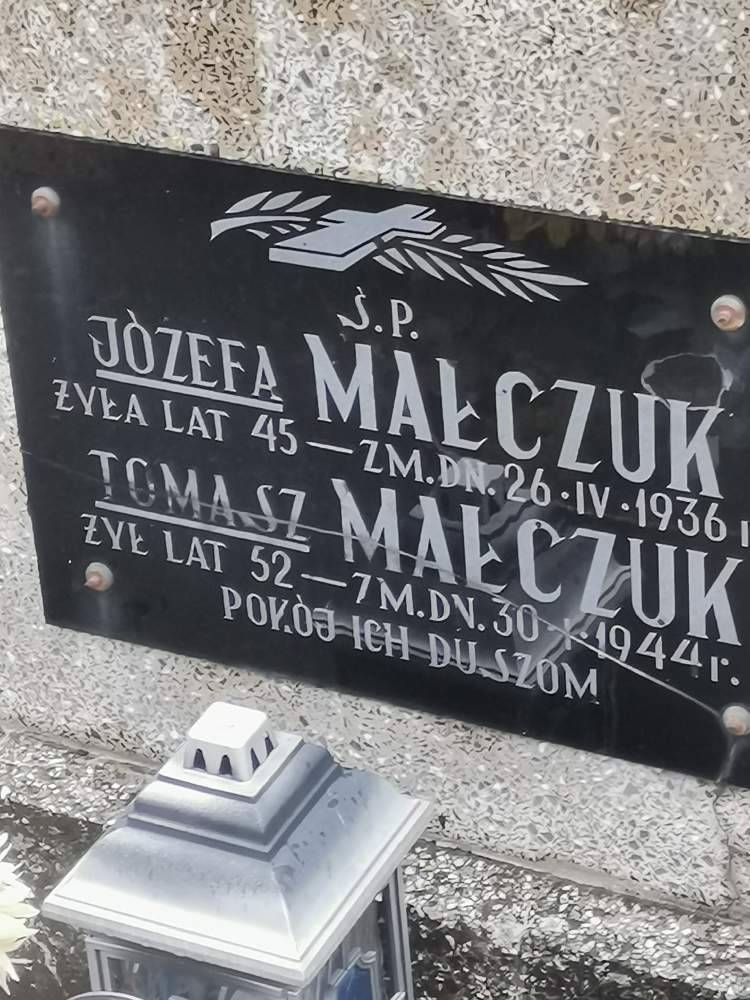 Ś.P.
JÓZEFA MAŁCZUK
ŻYŁA LAT 45 — ZM. DN. 26·IV·1936 r
TOMASZ MAŁCZUK
ŻYŁ LAT 52 — ZM. DN. 30·I·1944 r.
POKÓJ ICH DUSZOM